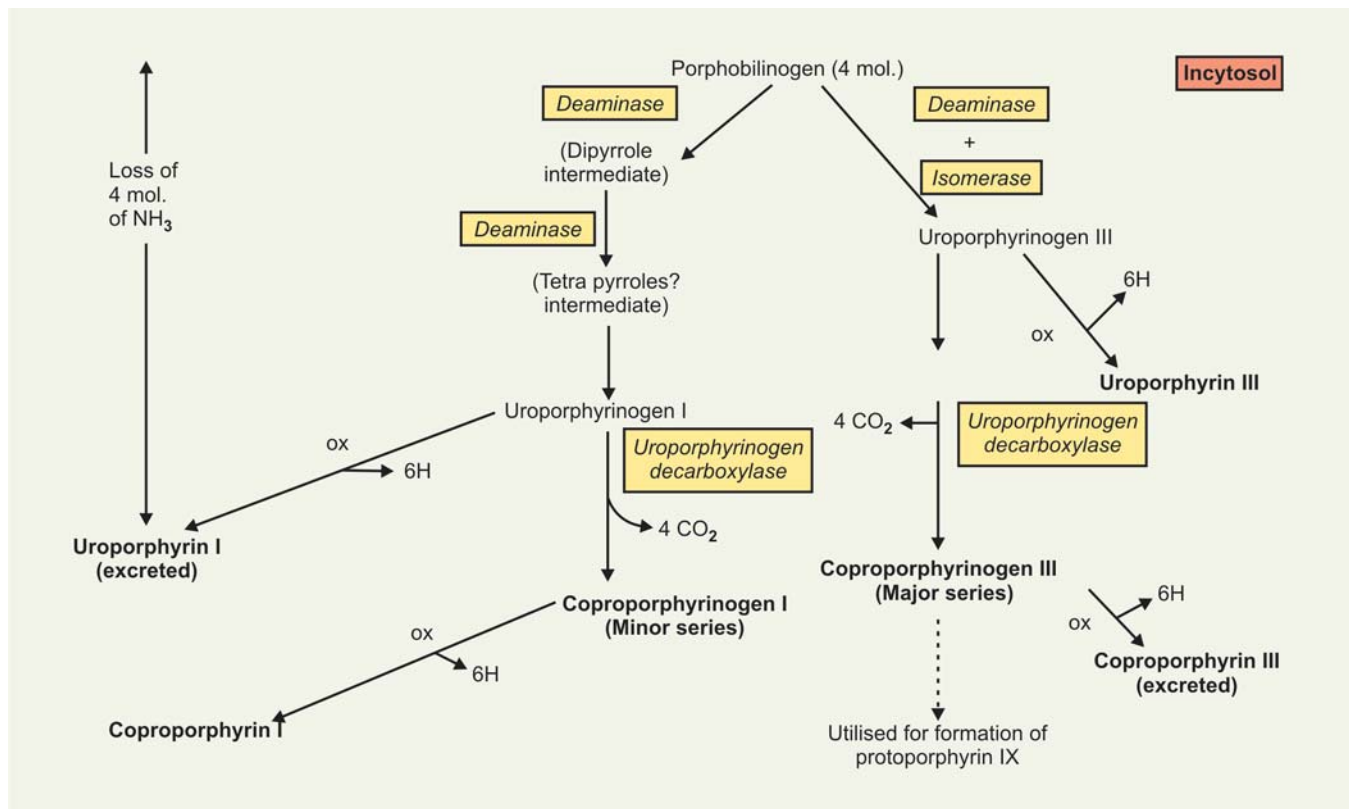 Porphobilinogen (4 mol.)
Incytosol
Deaminase
Deaminase
+
Isomerase
(Dipyrrole
intermediate)
Loss of
4 mol.
of NH₃
Deaminase
Uroporphyrinogen III
(Tetra pyrroles?
intermediate)
6H
ox
Uroporphyrin III
Uroporphyrinogen I
4 CO₂
Uroporphyrinogen
decarboxylase
ox
6H
Uroporphyrinogen
decarboxylase
4 CO₂
Uroporphyrin I
(excreted)
Coproporphyrinogen III
(Major series)
Coproporphyrinogen I
(Minor series)
6H
ox
ox
6H
Coproporphyrin III
(excreted)
Coproporphyrin I
Utilised for formation of
protoporphyrin IX